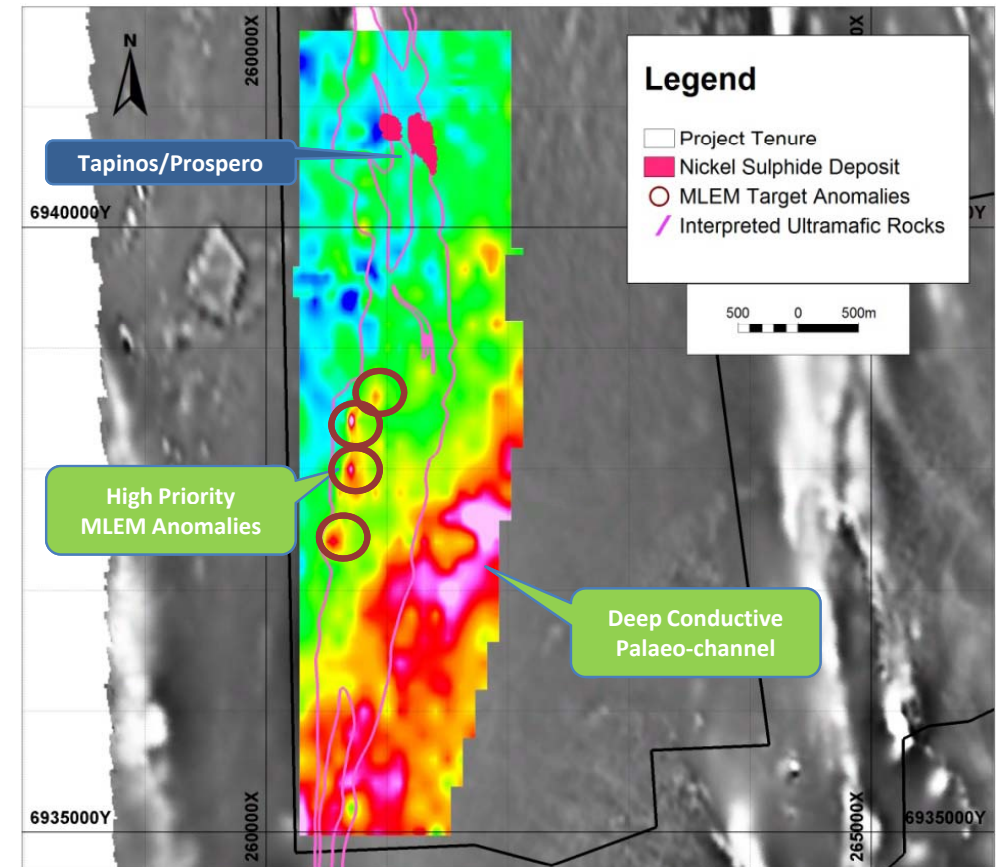 N
260000X
X
Legend
Project Tenure
Nickel Sulphide Deposit
MLEM Target Anomalies
Interpreted Ultramafic Rocks
Tapinos/Prospero
6940000Y
0Y
500 0 500m
High Priority
MLEM Anomalies
Deep Conductive
Palaeo-channel
6935000Y
260000X
265000X
6935000Y